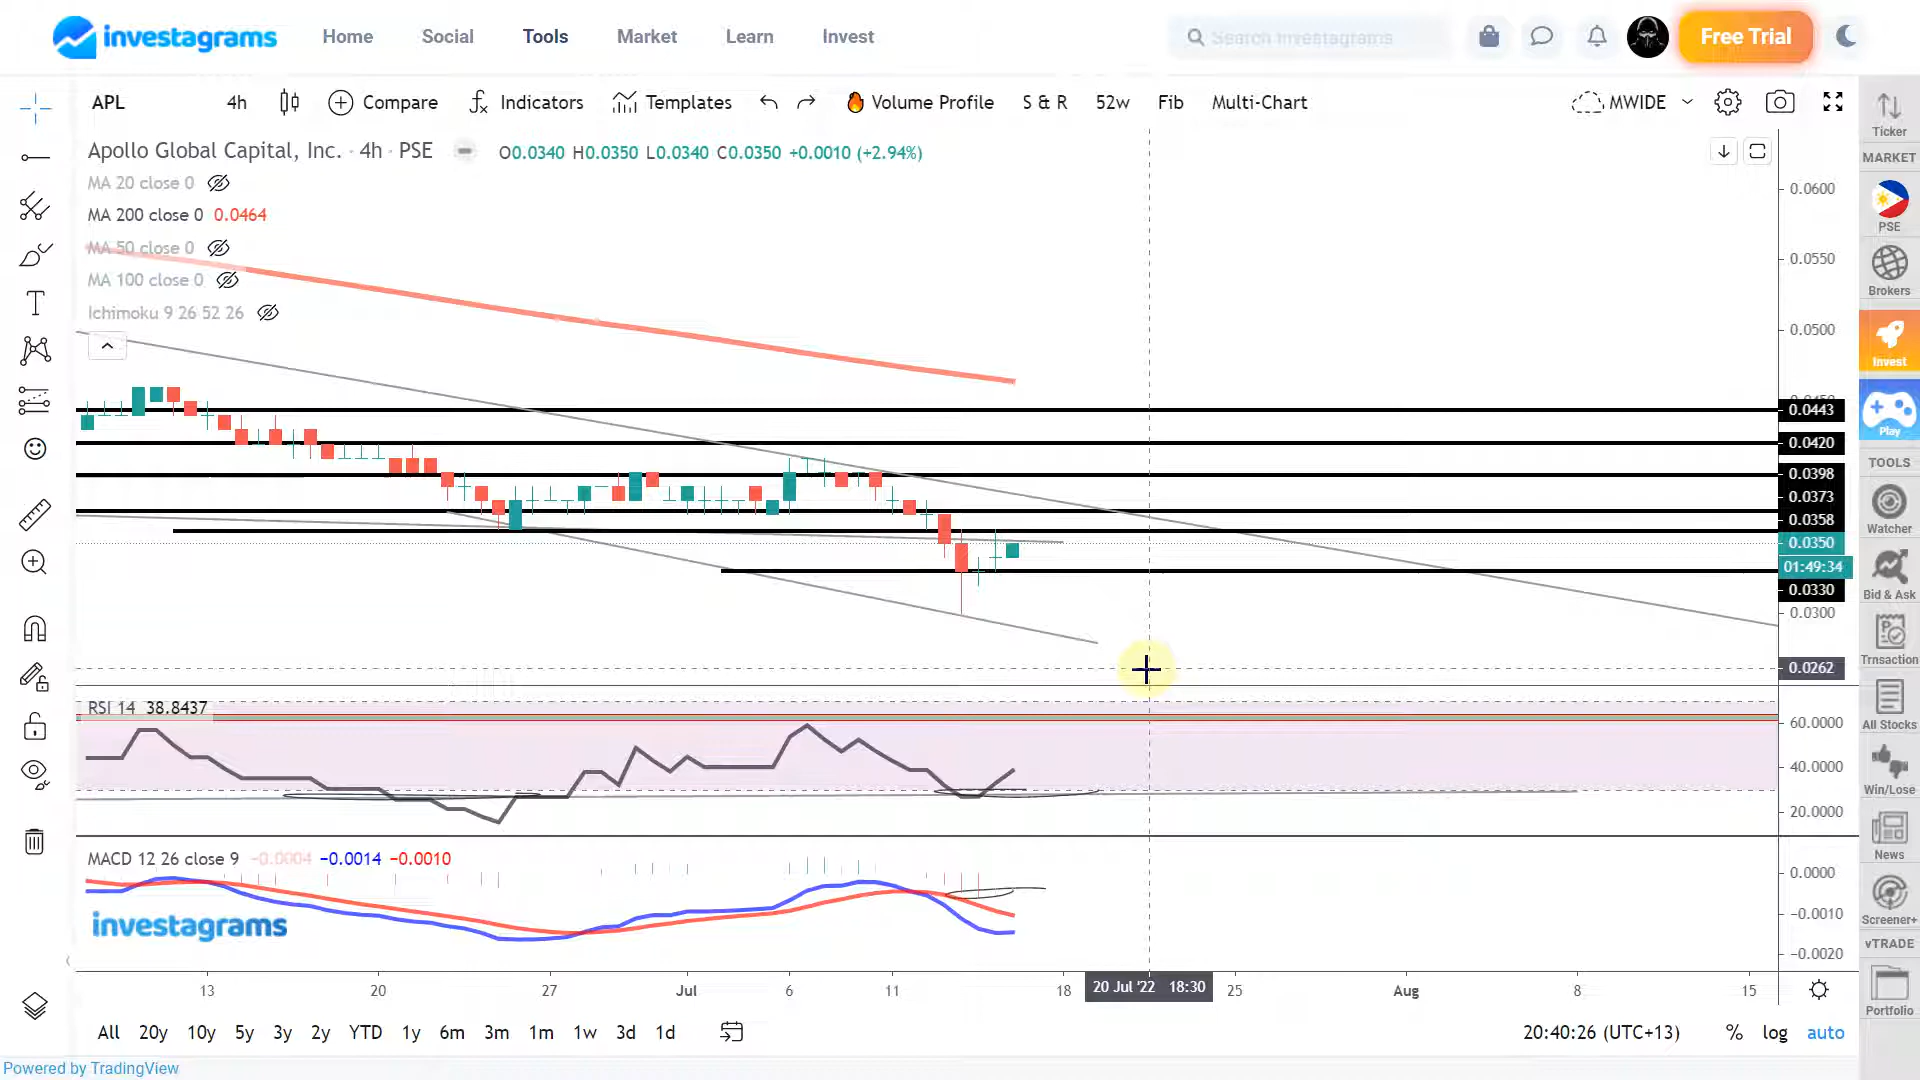 investagrams Home Social Tools Market Learn Invest Search Investagrams Free Trial
APL 4h Compare Indicators Templates Volume Profile S & R 52w Fib Multi-Chart MWIDE
Ticker
MARKET
PSE
Brokers
Invest
Play
TOOLS
Watcher
Bid & Ask
Trnsaction
All Stocks
Win/Lose
News
Screener+
vTRADE
Portfolio
Apollo Global Capital, Inc. · 4h · PSE O0.0340 H0.0350 L0.0340 C0.0350 +0.0010 (+2.94%)
MA 20 close 0
MA 200 close 0 0.0464
MA 50 close 0
MA 100 close 0
Ichimoku 9 26 52 26
0.0600
0.0550
0.0500
0.0443
0.0420
0.0398
0.0373
0.0358
0.0350
01:49:34
0.0330
0.0300
0.0262
RSI 14 38.8437
60.0000
40.0000
20.0000
MACD 12 26 close 9 −0.0004 −0.0014 −0.0010
0.0000
−0.0010
−0.0020
investagrams
13 20 27 Jul 6 11 18 20 Jul '22 18:30 25 Aug 8 15
All 20y 10y 5y 3y 2y YTD 1y 6m 3m 1m 1w 3d 1d 20:40:26 (UTC+13) % log auto
Powered by TradingView